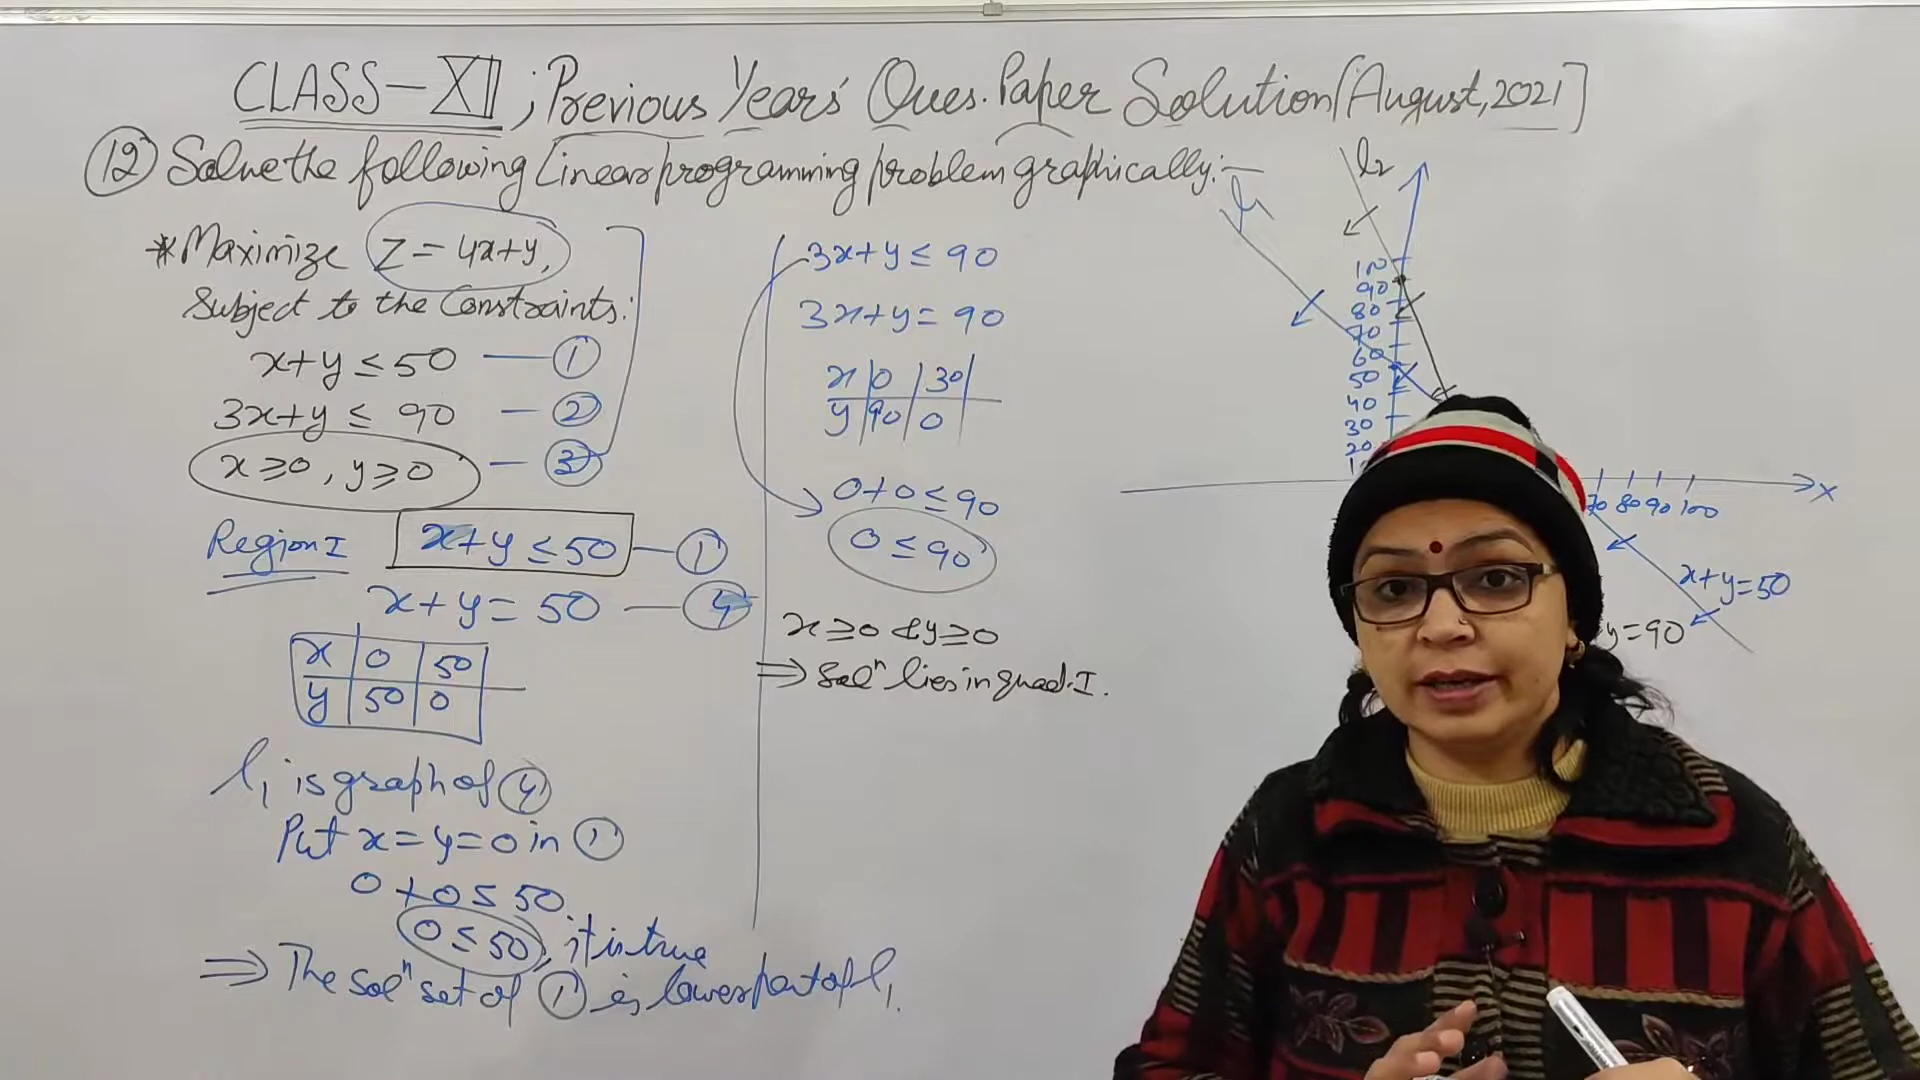 CLASS-XII; Previous Years' Ques. Paper Solution [August, 2021]
(12) Solve the following Linear programming problem graphically:-
*Maximize Z = 4x+y,
Subject to the Constraints:
x+y ≤ 50 — (1)
3x+y ≤ 90 — (2)
x ≥ 0, y ≥ 0 — (3)
Region I x+y ≤ 50 — (1)
x+y = 50 — (4)
x | 0 | 50
y | 50 | 0
l₁ is graph of (4)
Put x = y = 0 in (1)
0+0 ≤ 50.
0 ≤ 50, it is true
⇒ The solⁿ set of (1) is lower part of l₁.
3x+y ≤ 90
3x+y = 90
x | 0 | 30
y | 90 | 0
0+0 ≤ 90
0 ≤ 90
x ≥ 0 & y ≥ 0
⇒ Solⁿ lies in quad. I.
l₁
l₂
100
90
80
70
60
50
40
30
20
70 80 90 100
x
x+y=50
y=90